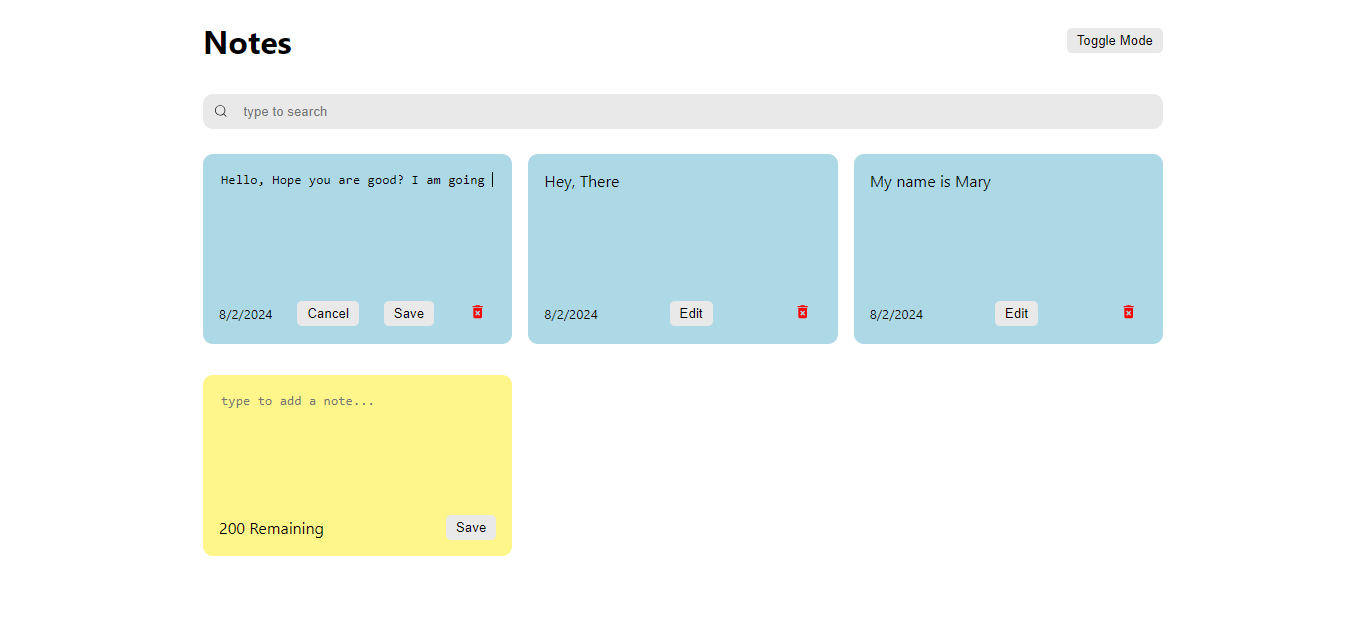 Notes
Toggle Mode
type to search
Hello, Hope you are good? I am going
Hey, There
My name is Mary
8/2/2024 Cancel Save
8/2/2024 Edit
8/2/2024 Edit
type to add a note...
200 Remaining Save